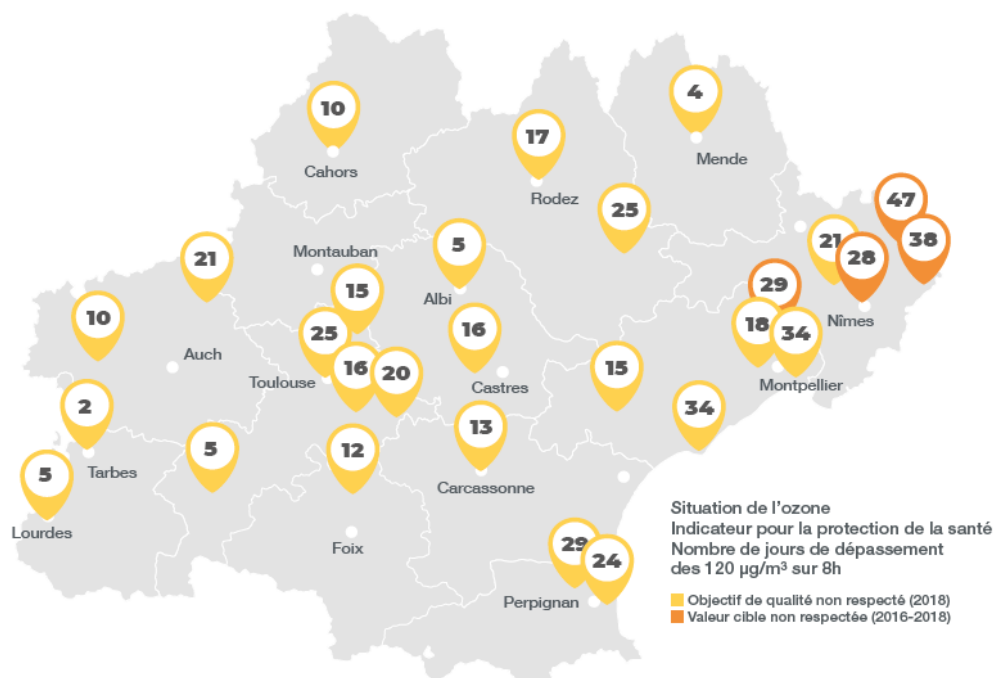 4
10
Mende
17
Cahors
47
Rodez
25
21
38
5
28
21
Montauban
29
15
Albi
Nîmes
10
16
18
34
25
Auch
16
20
15
Toulouse
Castres
Montpellier
2
34
13
5
12
Tarbes
5
Carcassonne
Lourdes
Foix
29
24
Perpignan
Situation de l'ozone
Indicateur pour la protection de la santé
Nombre de jours de dépassement
des 120 µg/m³ sur 8h
Objectif de qualité non respecté (2018)
Valeur cible non respectée (2016-2018)